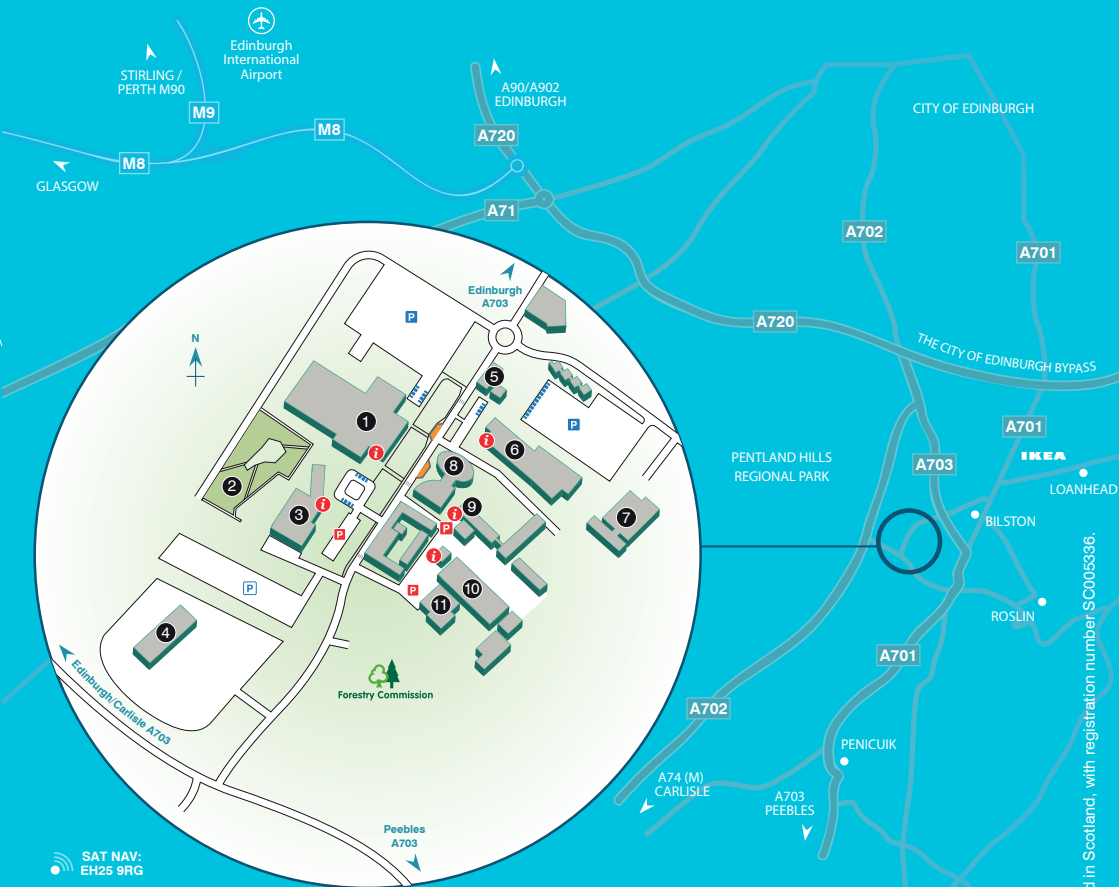 Edinburgh
International
Airport
STIRLING /
PERTH M90
A90/A902
EDINBURGH
CITY OF EDINBURGH
M9
M8
A720
M8
GLASGOW
A71
A702
A701
Edinburgh
A703
P
N
A720
THE CITY OF EDINBURGH BYPASS
5
1
i
P
i
6
8
A701
IKEA
PENTLAND HILLS
REGIONAL PARK
A703
LOANHEAD
2
3
i
9
i
P
7
BILSTON
P
i
P
P
10
11
4
ROSLIN
A701
Forestry Commission
Edinburgh/Carlisle A703
A702
PENICUIK
A74 (M)
CARLISLE
A703
PEEBLES
Peebles
A703
SAT NAV:
EH25 9RG
d in Scotland, with registration number SC005336.